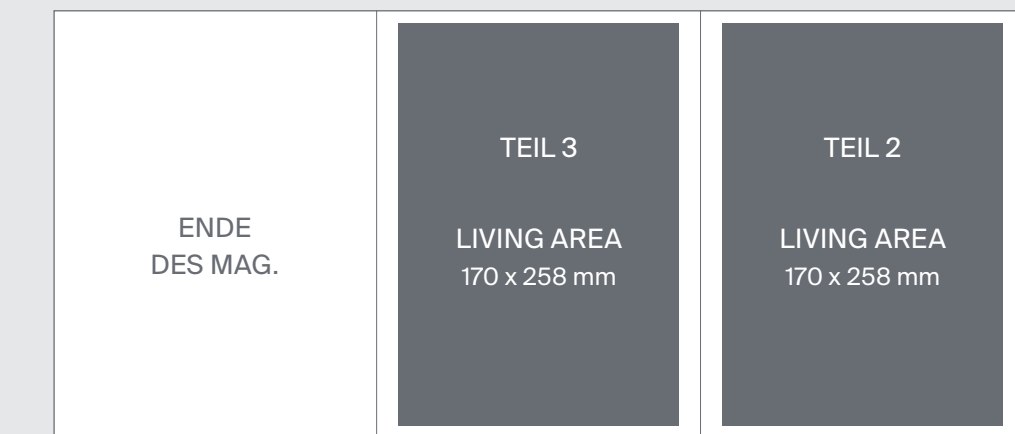 ENDE
DES MAG.
TEIL 3
LIVING AREA
170 x 258 mm
TEIL 2
LIVING AREA
170 x 258 mm